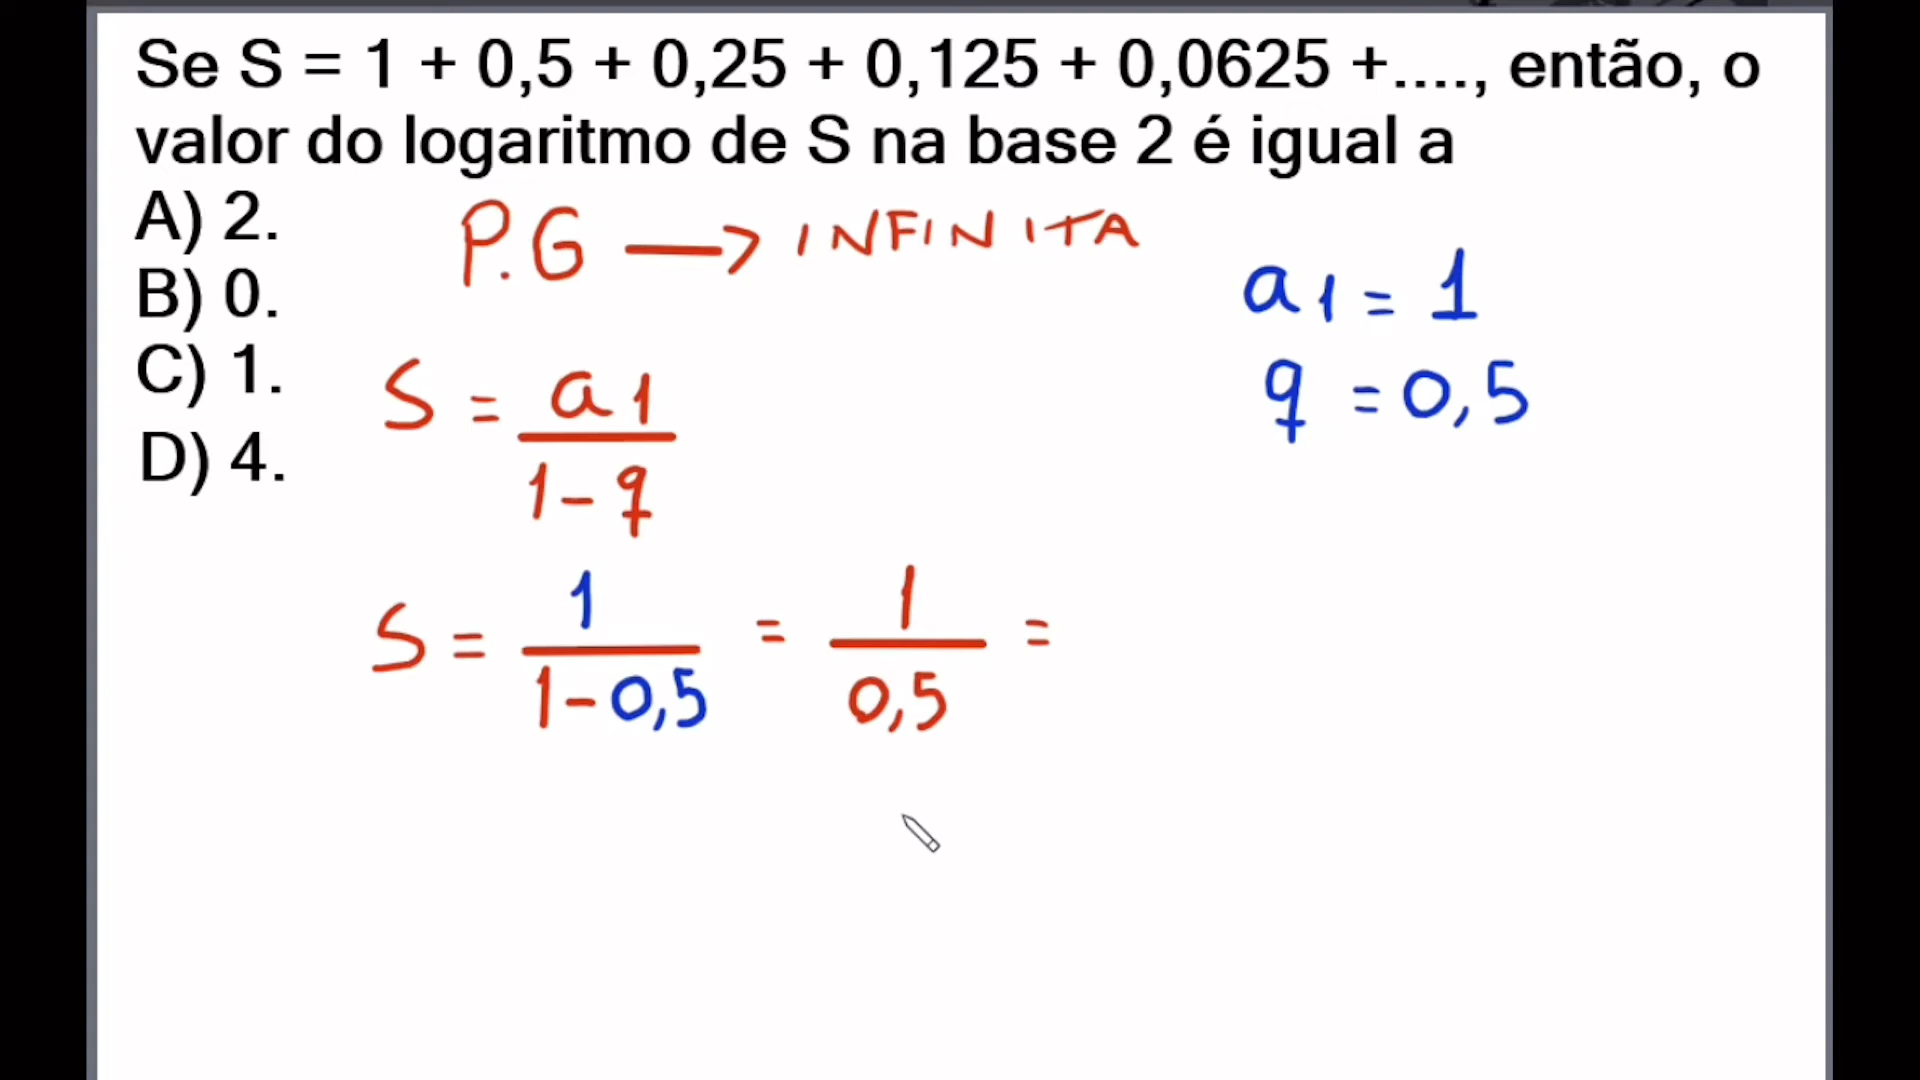 Se S = 1 + 0,5 + 0,25 + 0,125 + 0,0625 +...., então, o
valor do logaritmo de S na base 2 é igual a
A) 2.
B) 0.
C) 1.
D) 4.
P.G → INFINITA
a1 = 1
q = 0,5
S = a1
1 - q
S = 1 = 1 =
1 - 0,5 0,5